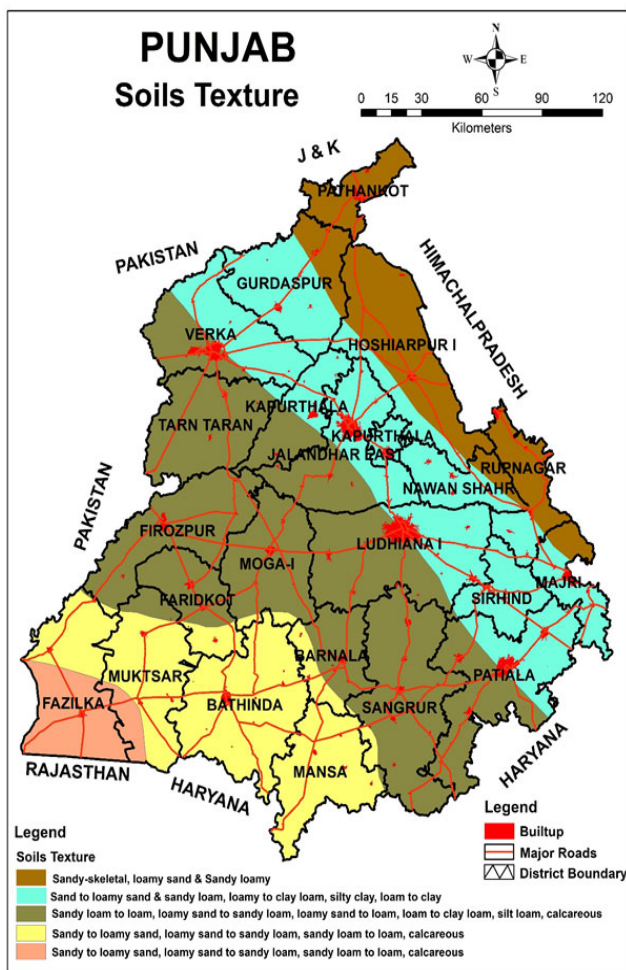 PUNJAB
Soils Texture
N
W E
S
0 15 30 60 90 120
Kilometers
J & K
PATHANKOT
PAKISTAN
HIMACHALPRADESH
GURDASPUR
VERKA
HOSHIARPUR I
KAPURTHALA
TARN TARAN
KAPURTHALA
JALANDHAR EAST
RUPNAGAR
NAWAN SHAHR
PAKISTAN
FIROZPUR
LUDHIANA I
MOGA-I
MAJRI
SIRHIND
FARIDKOT
BARNALA
MUKTSAR
PATIALA
FAZILKA
BATHINDA
SANGRUR
MANSA
RAJASTHAN
HARYANA
HARYANA
Legend
Builtup
Major Roads
District Boundary
Legend
Soils Texture
Sandy-skeletal, loamy sand & Sandy loamy
Sand to loamy sand & sandy loam, loamy to clay loam, silty clay, loam to clay
Sandy loam to loam, loamy sand to sandy loam, loamy sand to loam, loam to clay loam, silt loam, calcareous
Sandy to loamy sand, loamy sand to sandy loam, sandy loam to loam, calcareous
Sandy to loamy sand, loamy sand to sandy loam, sandy loam to loam, calcareous